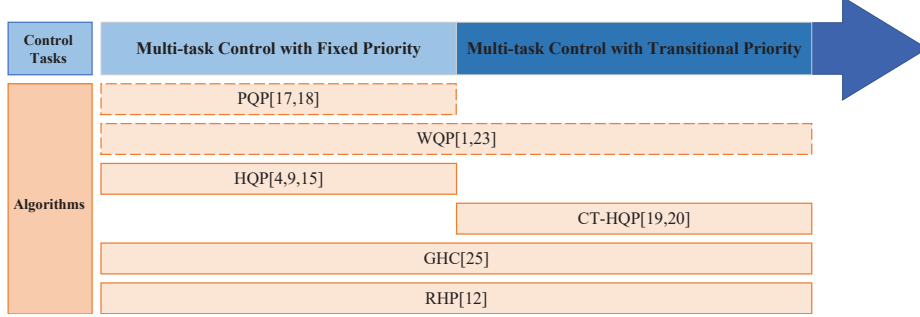 Control
Tasks
Multi-task Control with Fixed Priority
Multi-task Control with Transitional Priority
Algorithms
PQP[17,18]
WQP[1,23]
HQP[4,9,15]
CT-HQP[19,20]
GHC[25]
RHP[12]